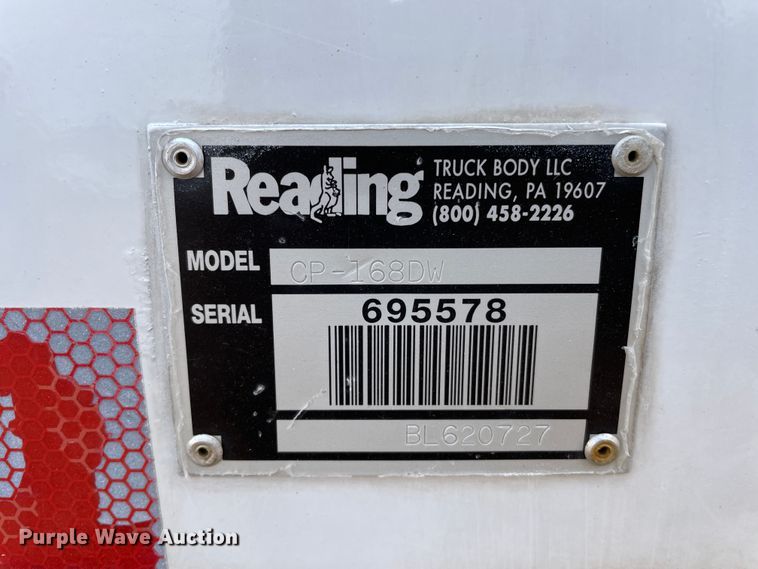 Reading
TRUCK BODY LLC
READING, PA 19607
(800) 458-2226
MODEL CP-168DW
SERIAL 695578
BL620727
Purple Wave Auction